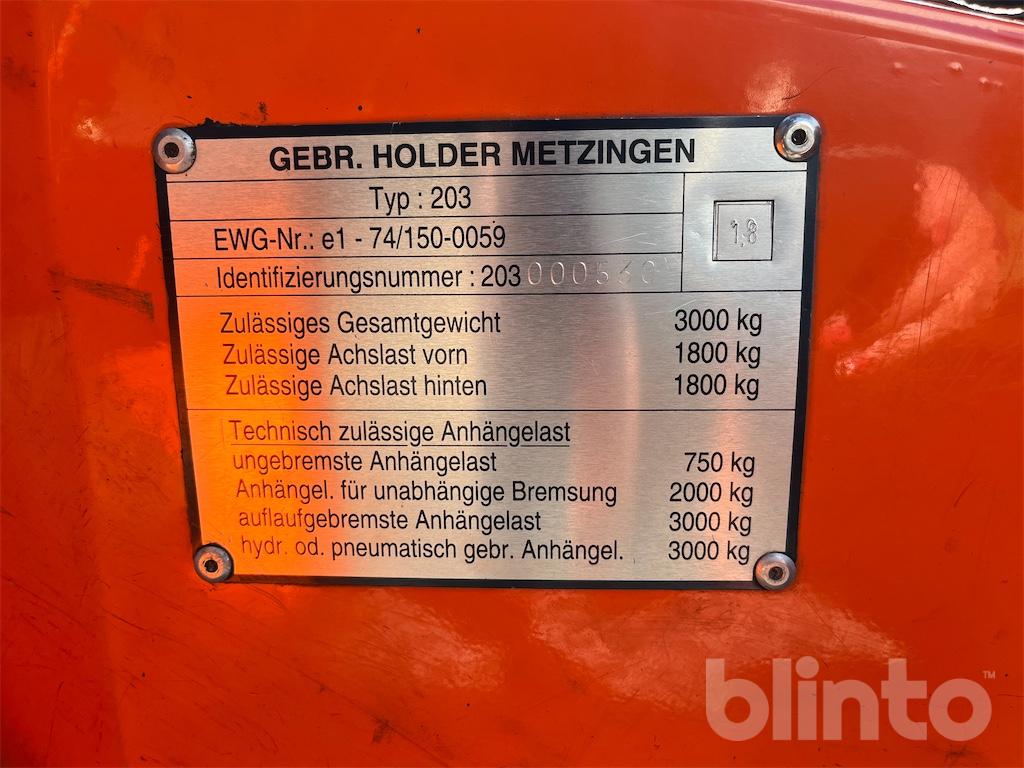 GEBR. HOLDER METZINGEN
Typ : 203
EWG-Nr.: e1 - 74/150-0059
1,8
Identifizierungsnummer : 203
Zulässiges Gesamtgewicht 3000 kg
Zulässige Achslast vorn 1800 kg
Zulässige Achslast hinten 1800 kg
Technisch zulässige Anhängelast
ungebremste Anhängelast 750 kg
Anhängel. für unabhängige Bremsung 2000 kg
auflaufgebremste Anhängelast 3000 kg
hydr. od. pneumatisch gebr. Anhängel. 3000 kg
blinto™